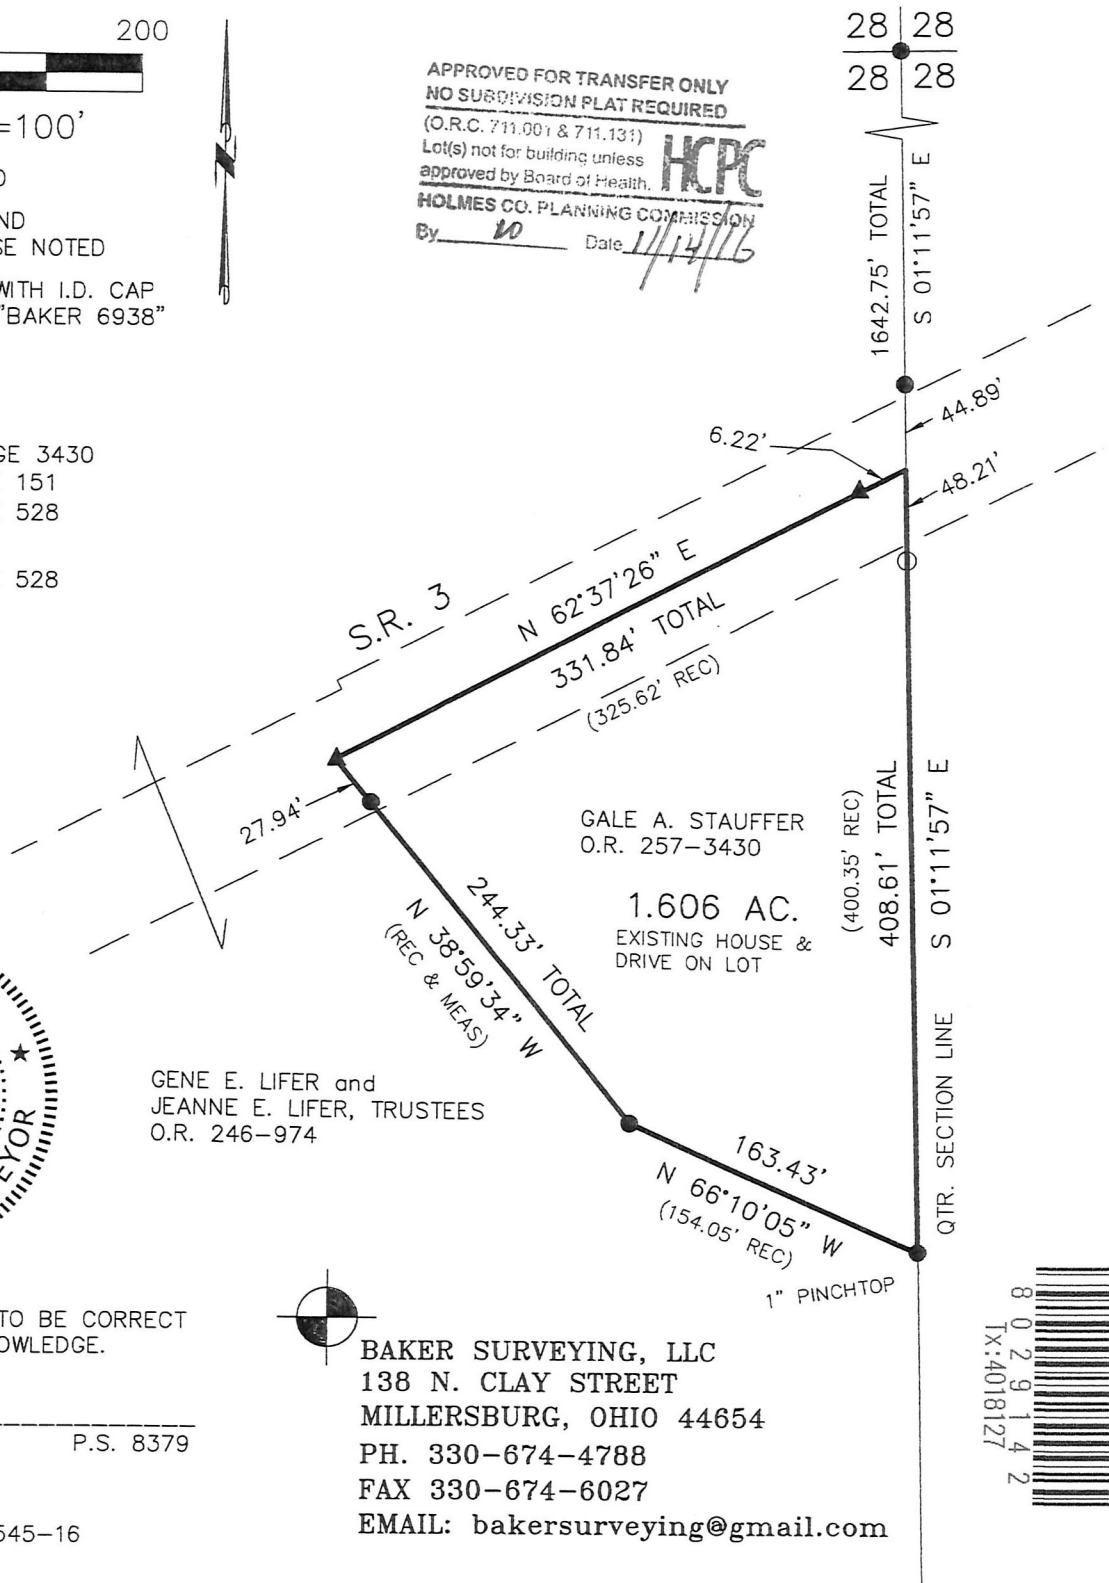 200
=100'
ND
SE NOTED
WITH I.D. CAP
"BAKER 6938"
GE 3430
151
528
528
APPROVED FOR TRANSFER ONLY
NO SUBDIVISION PLAT REQUIRED
(O.R.C. 711.001 & 711.131)
Lot(s) not for building unless
approved by Board of Health.
HCPC
HOLMES CO. PLANNING COMMISSION
By Date 11/14/16
28 28
28 28
1642.75' TOTAL
S 01°11'57" E
44.89'
6.22'
48.21'
S.R. 3
N 62°37'26" E
331.84' TOTAL
(325.62' REC)
27.94'
GALE A. STAUFFER
O.R. 257-3430
1.606 AC.
EXISTING HOUSE &
DRIVE ON LOT
(400.35' REC)
408.61' TOTAL
S 01°11'57" E
QTR. SECTION LINE
244.33' TOTAL
N 38°59'34" W
(REC & MEAS)
GENE E. LIFER and
JEANNE E. LIFER, TRUSTEES
O.R. 246-974
163.43'
N 66°10'05" W
(154.05' REC)
1" PINCHTOP
EYOR
TO BE CORRECT
OWLEDGE.
P.S. 8379
545-16
BAKER SURVEYING, LLC
138 N. CLAY STREET
MILLERSBURG, OHIO 44654
PH. 330-674-4788
FAX 330-674-6027
EMAIL: bakersurveying@gmail.com
8029142
Tx:4018127